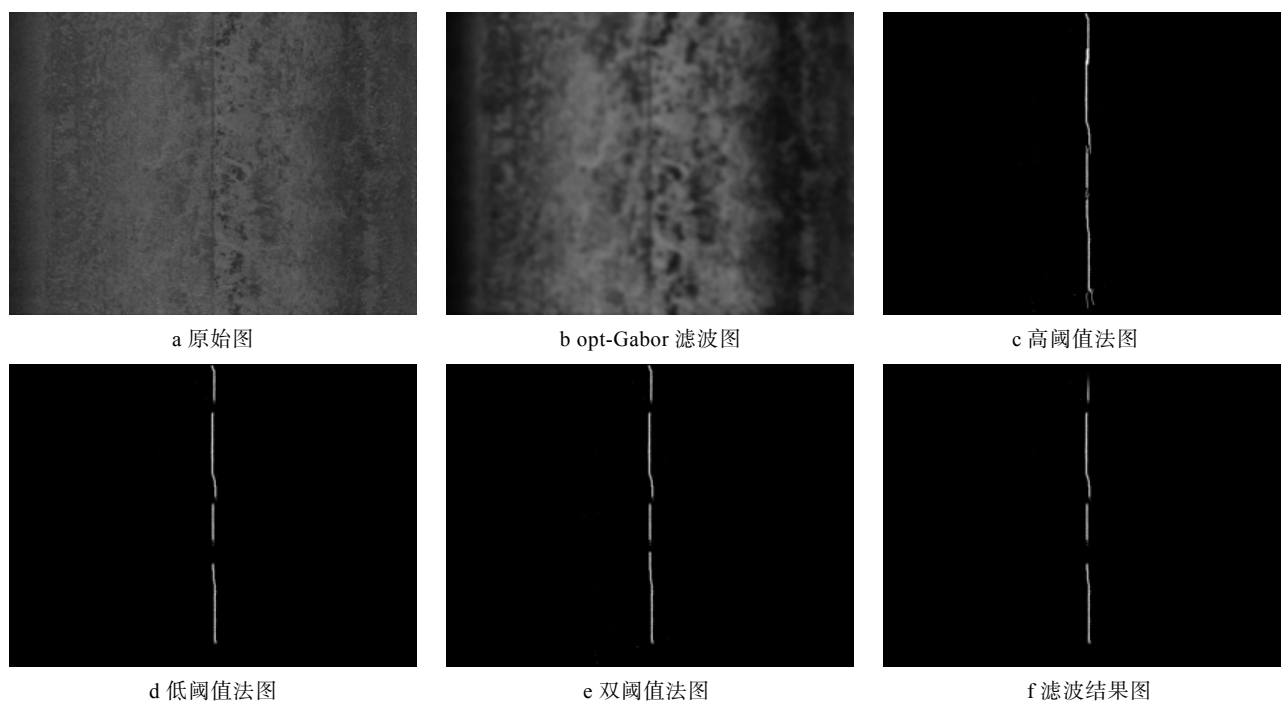 a 原始图
b opt-Gabor 滤波图
c 高阈值法图
d 低阈值法图
e 双阈值法图
f 滤波结果图